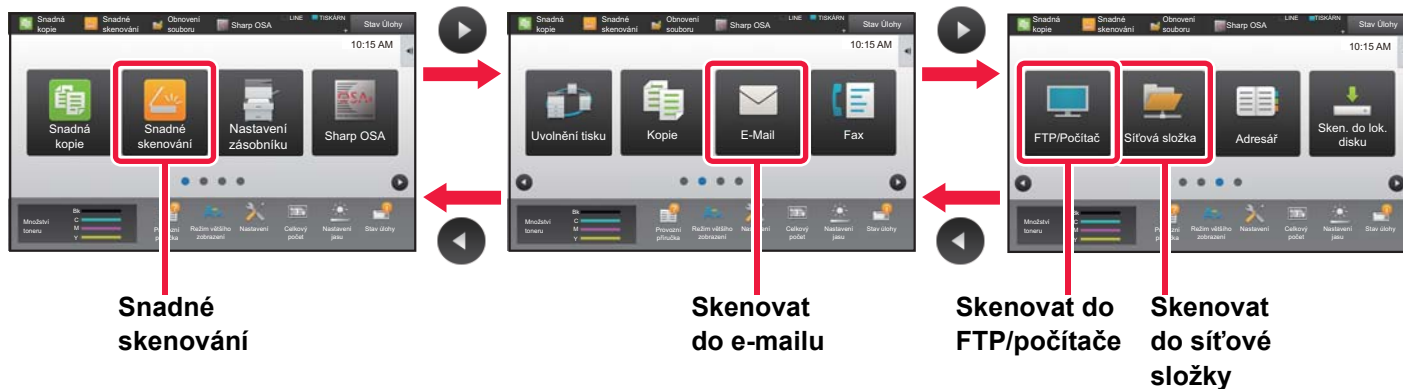 Snadná kopie
Snadné skenování
Obnovení souboru
Sharp OSA
LINE
TISKÁRN
Stav Úlohy
10:15 AM
Snadná kopie
Snadné skenování
Nastavení zásobníku
Sharp OSA
Množství toneru
Bk
C
M
Y
Provozní příručka
Režim většího zobrazení
Nastavení
Celkový počet
Nastavení jasu
Stav úlohy
Snadná kopie
Snadné skenování
Obnovení souboru
Sharp OSA
LINE
TISKÁRN
Stav Úlohy
10:15 AM
Uvolnění tisku
Kopie
E-Mail
Fax
Množství toneru
Bk
C
M
Y
Provozní příručka
Režim většího zobrazení
Nastavení
Celkový počet
Nastavení jasu
Stav úlohy
Snadná kopie
Snadné skenování
Obnovení souboru
Sharp OSA
LINE
TISKÁRN
Stav Úlohy
10:15 AM
FTP/Počítač
Síťová složka
Adresář
Sken. do lok. disku
Množství toneru
Bk
C
M
Y
Provozní příručka
Režim většího zobrazení
Nastavení
Celkový počet
Nastavení jasu
Stav úlohy
Snadné
skenování
Skenovat
do e-mailu
Skenovat do
FTP/počítače
Skenovat
do síťové
složky